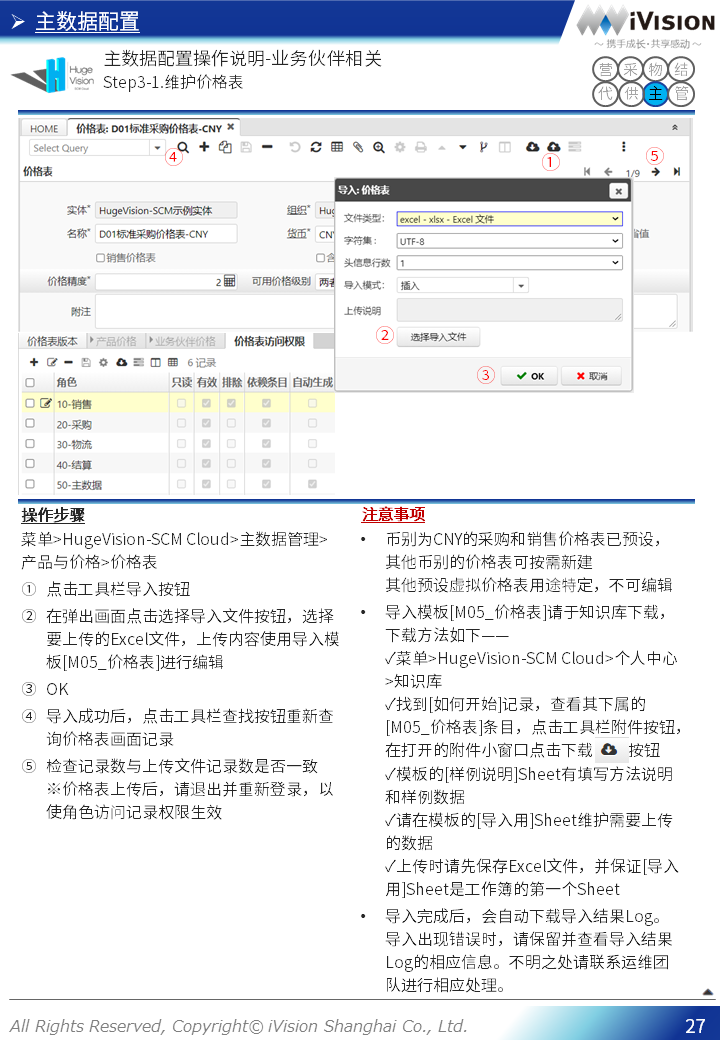 主数据配置
iVision
～ 携手成长·共享感动 ～
Huge Vision
主数据配置操作说明-业务伙伴相关
Step3-1.维护价格表
营 采 物 结
代 供 主 管
HOME 价格表: D01标准采购价格表-CNY
Select Query ④ ① ⑤
价格表 1/9
实体* HugeVision-SCM示例实体 组织* Hug
名称* D01标准采购价格表-CNY 货币* CN 省值
销售价格表 含
价格精度* 2 可用价格级别 两者
附注
导入: 价格表
文件类型: excel - xlsx - Excel 文件
字符集: UTF-8
头信息行数 1
导入模式: 插入
上传说明
② 选择导入文件
③ OK 取消
价格表版本 产品价格 业务伙伴价格 价格表访问权限
6 记录
角色 只读 有效 排除 依赖条目 自动生成
10-销售
20-采购
30-物流
40-结算
50-主数据
操作步骤
菜单>HugeVision-SCM Cloud>主数据管理>
产品与价格>价格表
① 点击工具栏导入按钮
② 在弹出画面点击选择导入文件按钮，选择
要上传的Excel文件，上传内容使用导入模
板[M05_价格表]进行编辑
③ OK
④ 导入成功后，点击工具栏查找按钮重新查
询价格表画面记录
⑤ 检查记录数与上传文件记录数是否一致
※价格表上传后，请退出并重新登录，以
使角色访问记录权限生效
注意事项
• 币别为CNY的采购和销售价格表已预设，
其他币别的价格表可按需新建
其他预设虚拟价格表用途特定，不可编辑
• 导入模板[M05_价格表]请于知识库下载，
下载方法如下——
✓菜单>HugeVision-SCM Cloud>个人中心
>知识库
✓找到[如何开始]记录，查看其下属的
[M05_价格表]条目，点击工具栏附件按钮，
在打开的附件小窗口点击下载 按钮
✓模板的[样例说明]Sheet有填写方法说明
和样例数据
✓请在模板的[导入用]Sheet维护需要上传
的数据
✓上传时请先保存Excel文件，并保证[导入
用]Sheet是工作簿的第一个Sheet
• 导入完成后，会自动下载导入结果Log。
导入出现错误时，请保留并查看导入结果
Log的相应信息。不明之处请联系运维团
队进行相应处理。
All Rights Reserved, Copyright© iVision Shanghai Co., Ltd.
27